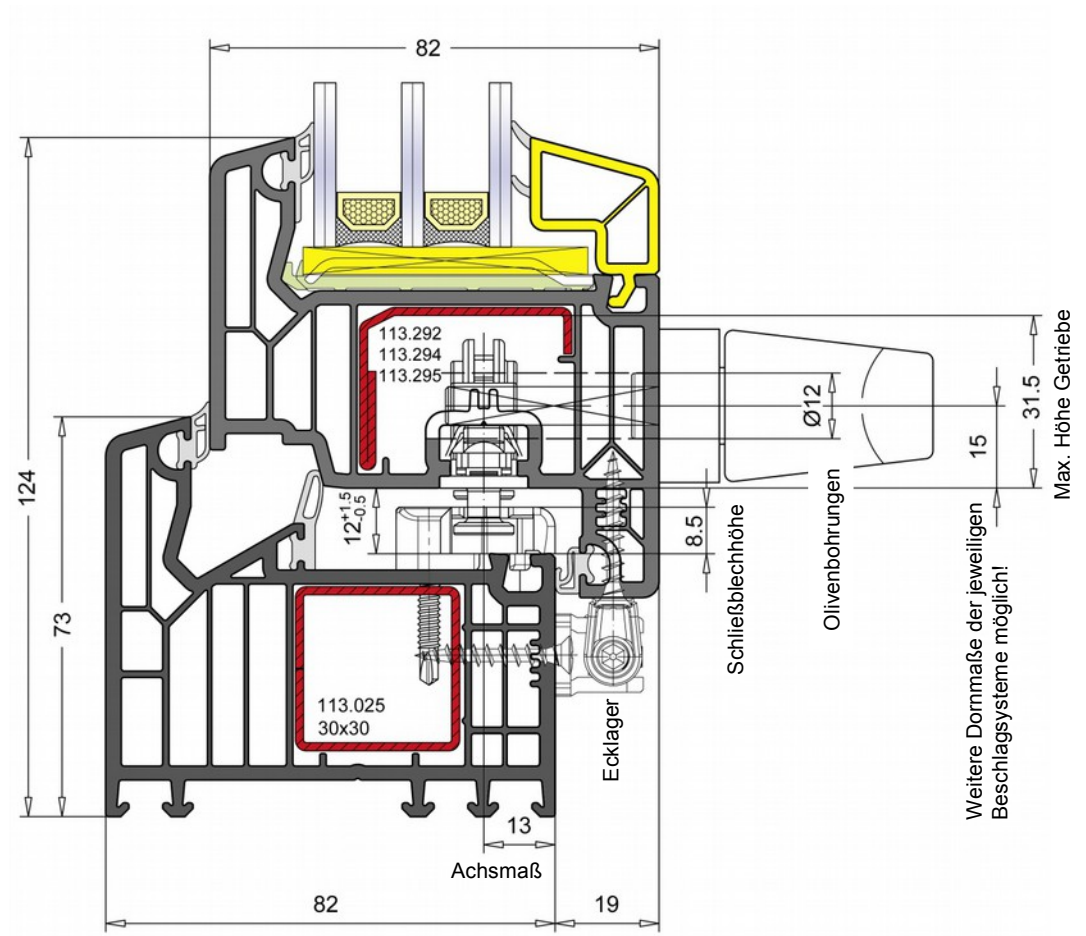 82
113.292
113.294
113.295
124
73
12+1.5
-0.5
8.5
Schließblechhöhe
Ø12
Olivenbohrungen
15
31.5
Max. Höhe Getriebe
Weitere Dornmaße der jeweiligen
Beschlagsysteme möglich!
113.025
30x30
Ecklager
13
Achsmaß
82
19